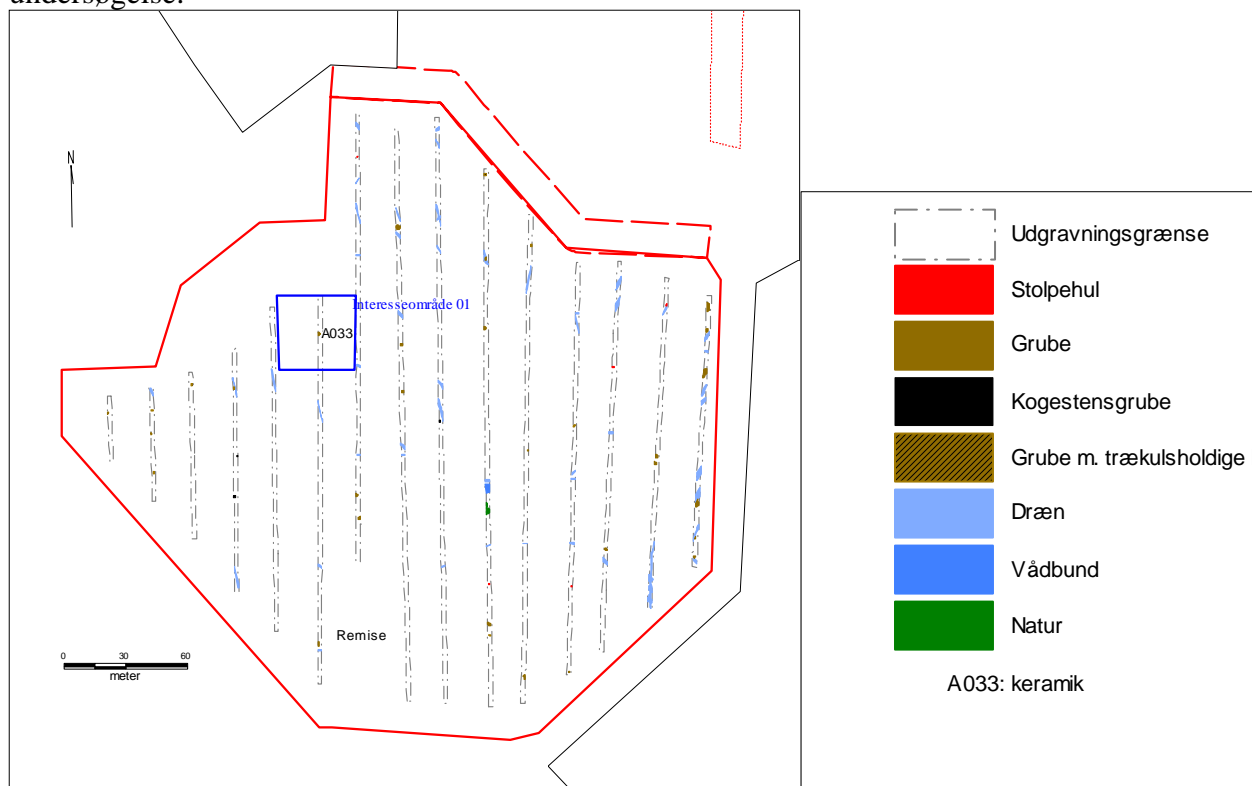 undersøgelse.
N
Interesseområde 01
A033
Remise
0 30 60
meter
Udgravningsgrænse
Stolpehul
Grube
Kogestensgrube
Grube m. trækulsholdige
Dræn
Vådbund
Natur
A033: keramik